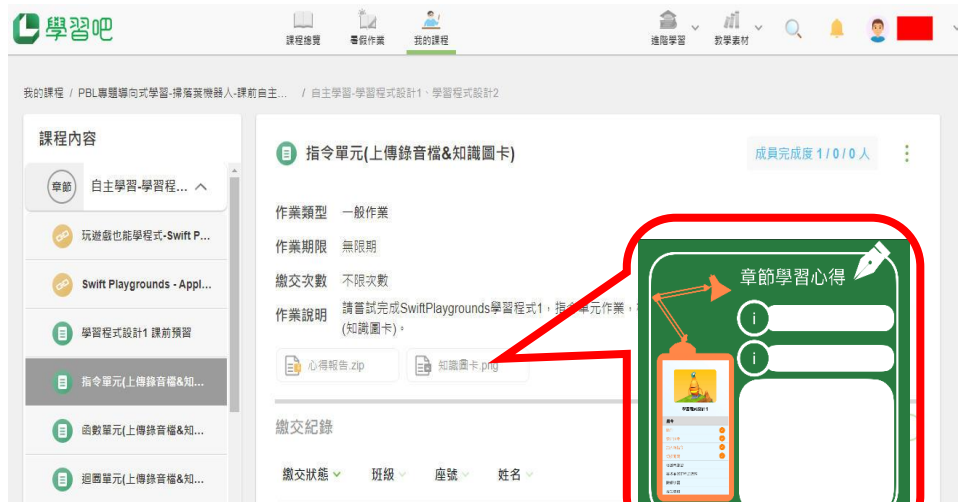 學習吧
課程總覽
暑假作業
我的課程
進階學習
教學素材
我的課程 / PBL專題導向式學習-掃落葉機器人-課前自主... / 自主學習-學習程式設計1、學習程式設計2
課程內容
章節 自主學習-學習程...
玩遊戲也能學程式-Swift P...
Swift Playgrounds - Appl...
學習程式設計1 課前預習
指令單元(上傳錄音檔&知...
函數單元(上傳錄音檔&知...
迴圈單元(上傳錄音檔&知...
指令單元(上傳錄音檔&知識圖卡)
成員完成度 1 / 0 / 0 人
作業類型 一般作業
作業期限 無限期
繳交次數 不限次數
作業說明 請嘗試完成SwiftPlaygrounds學習程式1，指令單元作業，
(知識圖卡)。
心得報告.zip
知識圖卡.png
繳交紀錄
繳交狀態 班級 座號 姓名
章節學習心得
i
i
學習程式設計1